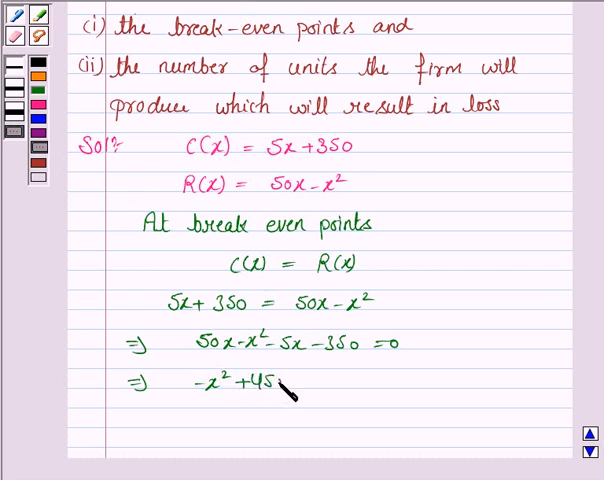 (i) the break-even points and
(ii) the number of units the firm will
produce which will result in loss
Solⁿ: C(x) = 5x+350
R(x) = 50x-x²
At break even points
C(x) = R(x)
5x+350 = 50x-x²
⇒ 50x-x²-5x-350=0
⇒ -x²+45